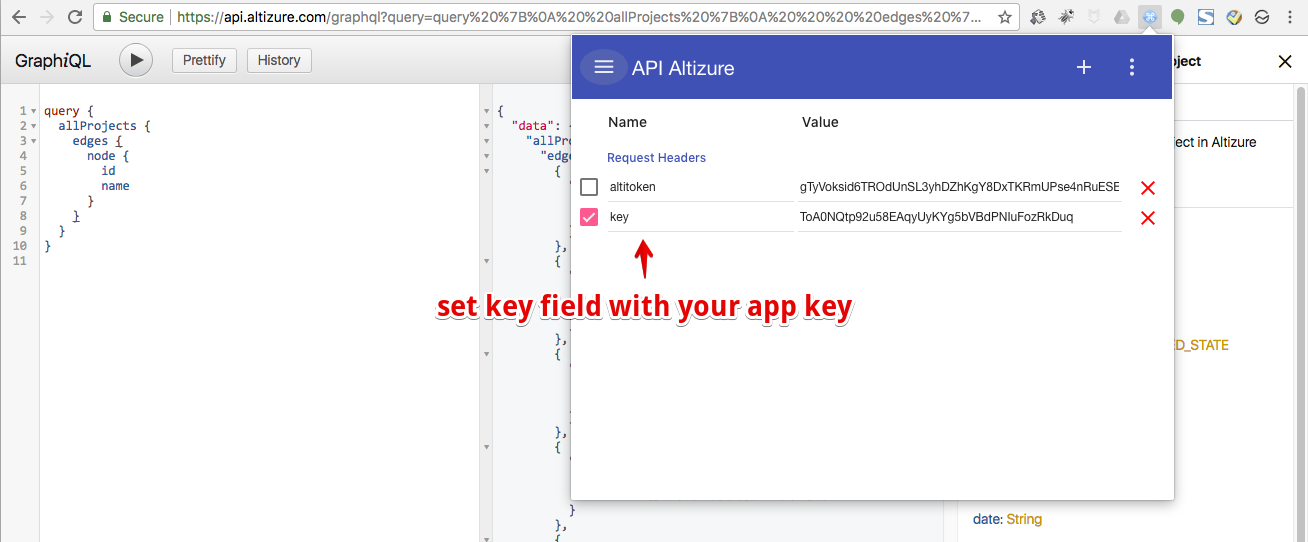 Secure https://api.altizure.com/graphql?query=query%20%7B%0A%20%20allProjects%20%7B%0A%20%20%20%20edges%20%7...
GraphiQL Prettify History
1 query {
2 allProjects {
3 edges {
4 node {
5 id
6 name
7 }
8 }
9 }
10 }
11
{
"data":
"allPr
"edge
{
},
{
},
{
},
{
}
},
{
API Altizure
Name Value
Request Headers
altitoken gTyVoksid6TROdUnSL3yhDZhKgY8DxTKRmUPse4nRuESE
key ToA0NQtp92u58EAqyUyKYg5bVBdPNIuFozRkDuq
set key field with your app key
oject
ject in Altizure
ED_STATE
date: String